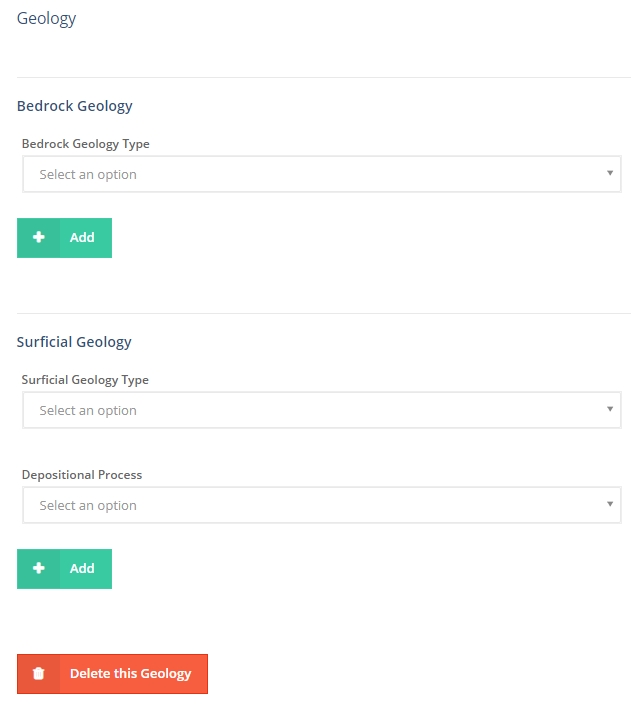 Geology
Bedrock Geology
Bedrock Geology Type
Select an option
Add
Surficial Geology
Surficial Geology Type
Select an option
Depositional Process
Select an option
Add
Delete this Geology